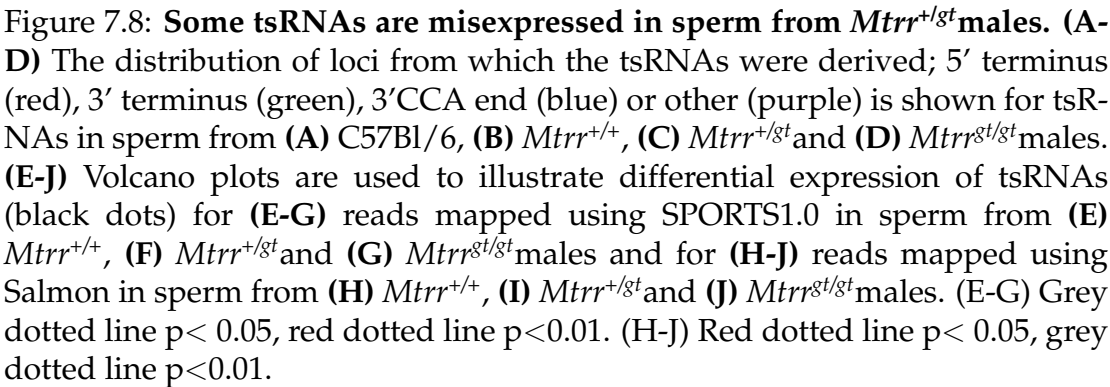 Figure 7.8: Some tsRNAs are misexpressed in sperm from Mtrr+/gt males. (A-
D) The distribution of loci from which the tsRNAs were derived; 5′ terminus
(red), 3′ terminus (green), 3′CCA end (blue) or other (purple) is shown for tsR-
NAs in sperm from (A) C57Bl/6, (B) Mtrr+/+, (C) Mtrr+/gt and (D) Mtrrgt/gt males.
(E-J) Volcano plots are used to illustrate differential expression of tsRNAs
(black dots) for (E-G) reads mapped using SPORTS1.0 in sperm from (E)
Mtrr+/+, (F) Mtrr+/gt and (G) Mtrrgt/gt males and for (H-J) reads mapped using
Salmon in sperm from (H) Mtrr+/+, (I) Mtrr+/gt and (J) Mtrrgt/gt males. (E-G) Grey
dotted line p< 0.05, red dotted line p<0.01. (H-J) Red dotted line p< 0.05, grey
dotted line p<0.01.